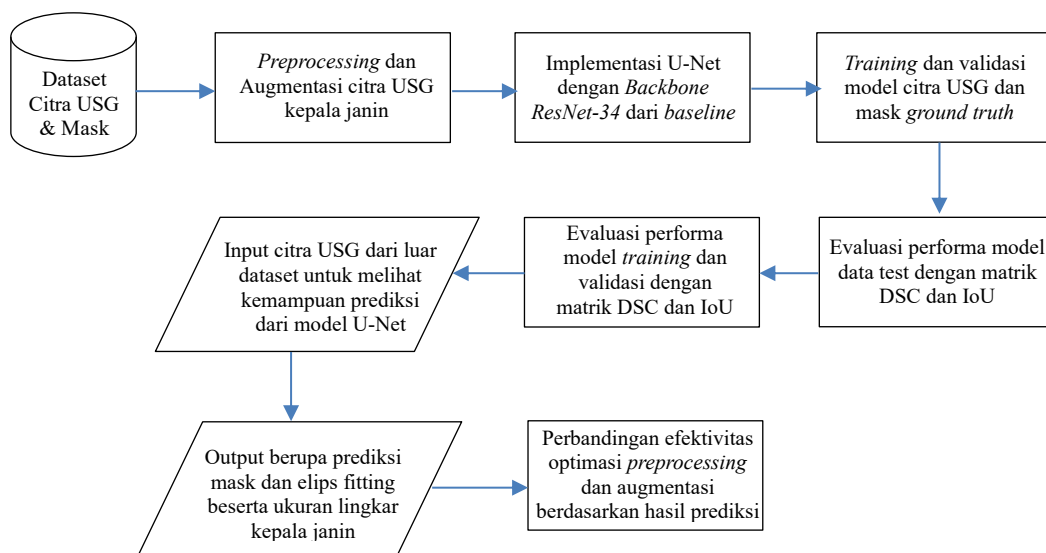 Dataset
Citra USG
& Mask
Preprocessing dan
Augmentasi citra USG
kepala janin
Implementasi U-Net
dengan Backbone
ResNet-34 dari baseline
Training dan validasi
model citra USG dan
mask ground truth
Evaluasi performa model
data test dengan matrik
DSC dan IoU
Evaluasi performa
model training dan
validasi dengan
matrik DSC dan IoU
Input citra USG dari luar
dataset untuk melihat
kemampuan prediksi
dari model U-Net
Output berupa prediksi
mask dan elips fitting
beserta ukuran lingkar
kepala janin
Perbandingan efektivitas
optimasi preprocessing
dan augmentasi
berdasarkan hasil prediksi